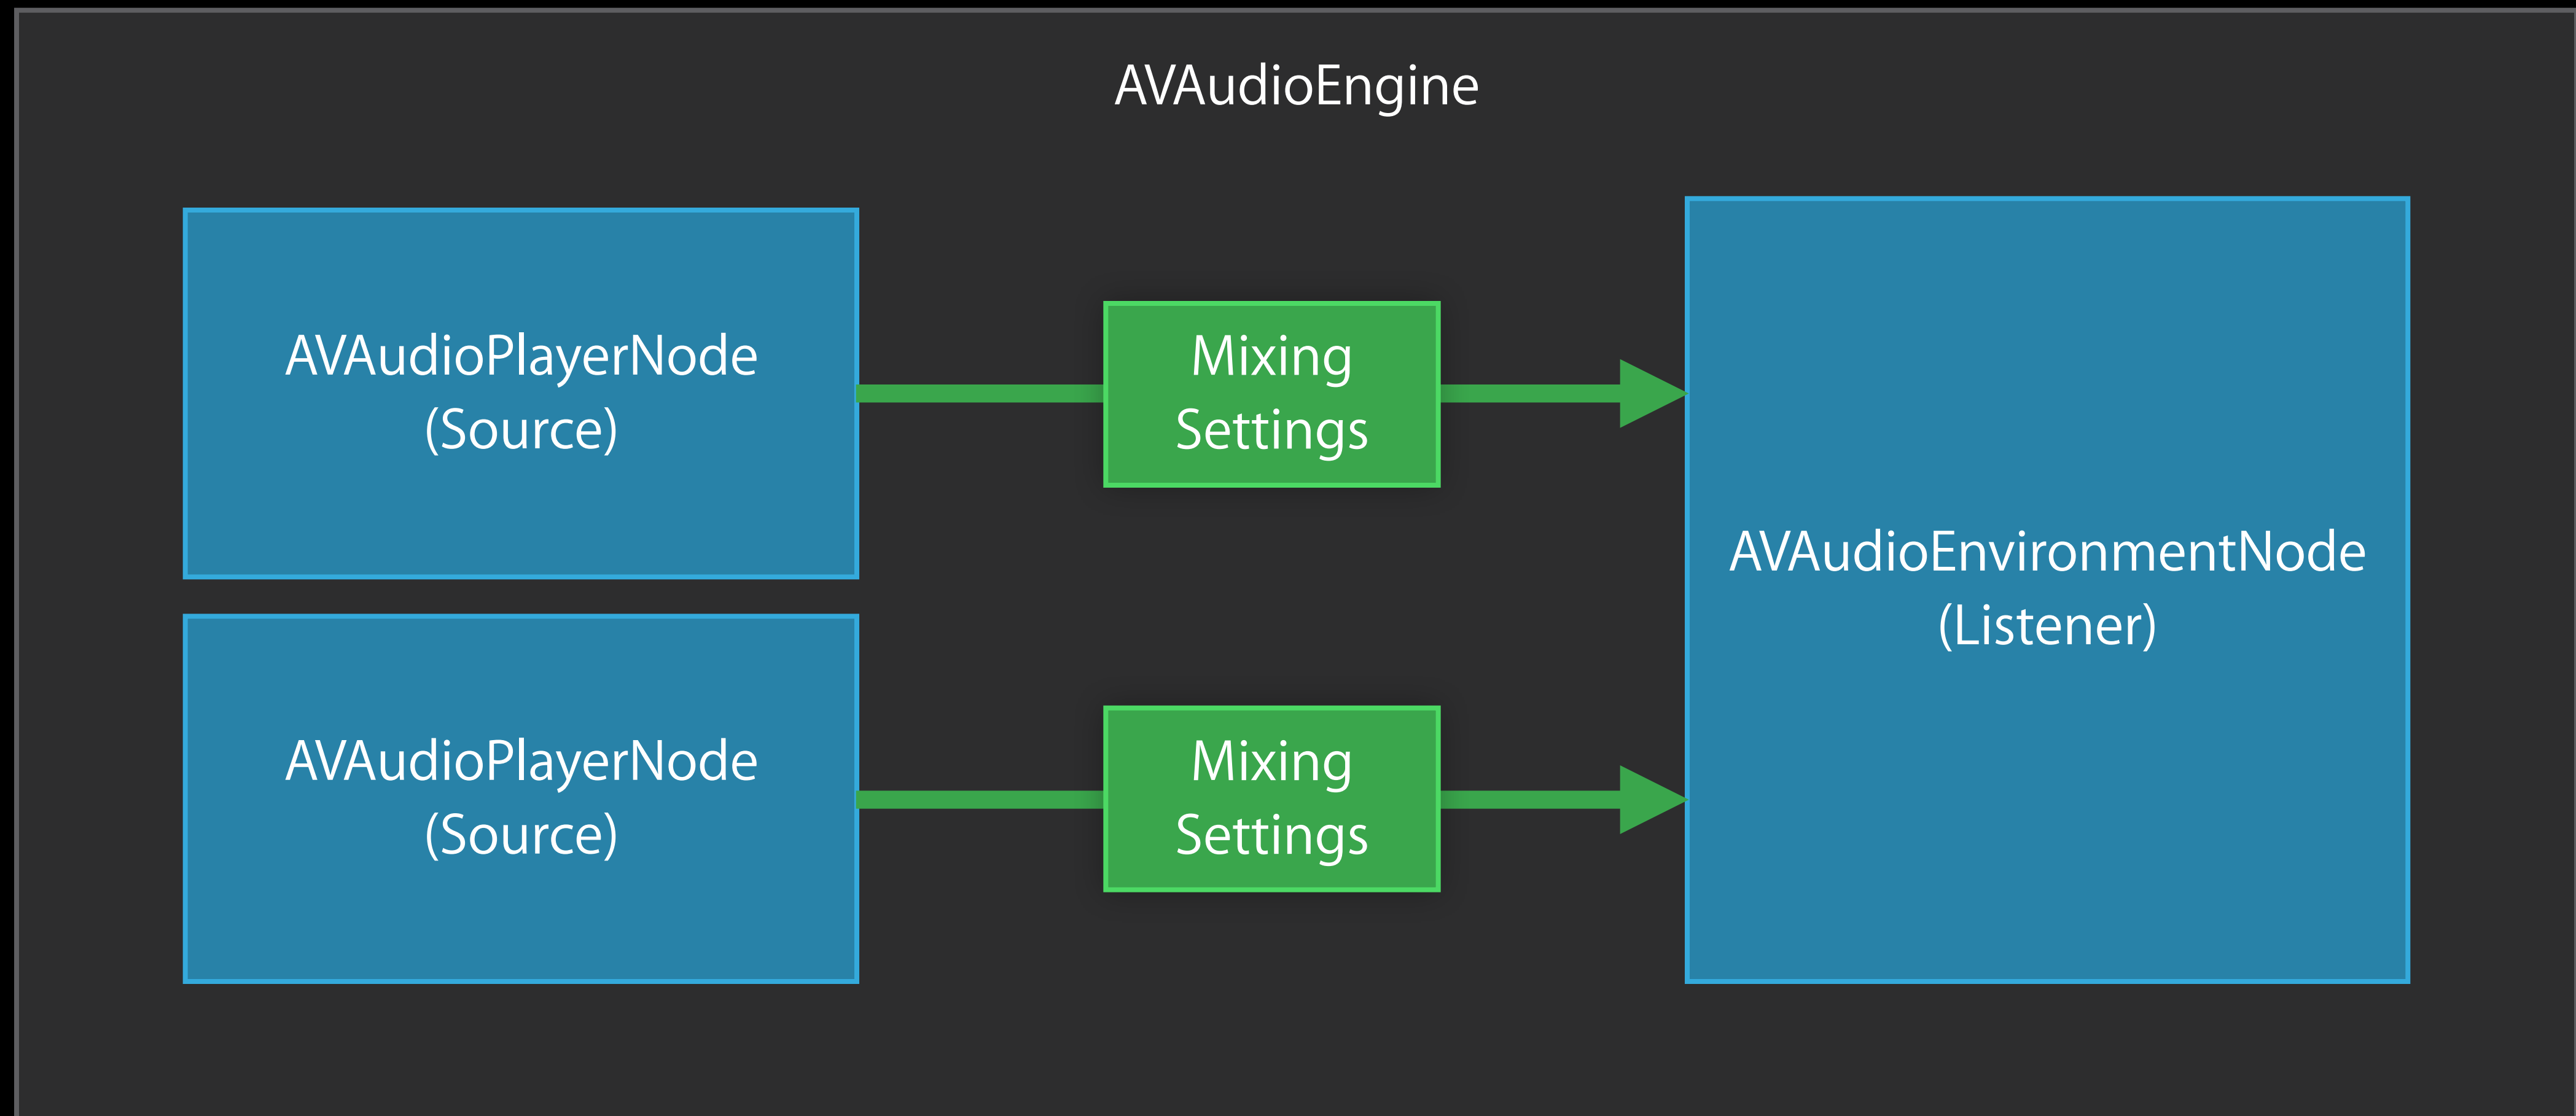 AVAudioEngine
AVAudioPlayerNode
(Source)
Mixing
Settings
AVAudioEnvironmentNode
(Listener)
AVAudioPlayerNode
(Source)
Mixing
Settings